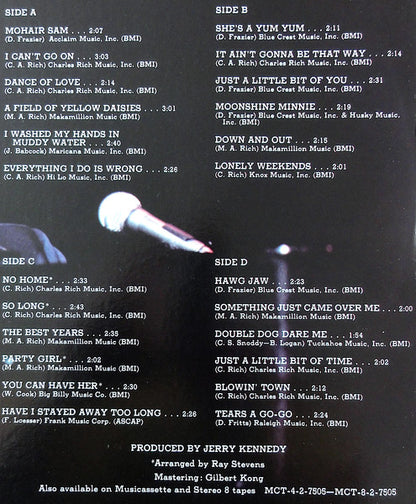 SIDE A
MOHAIR SAM . . . 2:07
(D. Frazier) Acclaim Music, Inc. (BMI)
I CAN'T GO ON . . . 3:03
(C. A. Rich) Charles Rich Music, Inc. (BMI)
DANCE OF LOVE . . . 2:14
(C. A. Rich) Charles Rich Music, Inc. (BMI)
A FIELD OF YELLOW DAISIES . . . 3:01
(M. A. Rich) Makamillion Music (BMI)
I WASHED MY HANDS IN
MUDDY WATER . . . 2:40
(J. Babcock) Maricana Music, Inc. (BMI)
EVERYTHING I DO IS WRONG . . . 2:26
(C. A. Rich) Hi Lo Music, Inc. (BMI)
SIDE B
SHE'S A YUM YUM . . . 2:11
(D. Frazier) Blue Crest Music, Inc. (BMI)
IT AIN'T GONNA BE THAT WAY . . . 2:14
(C. A. Rich) Charles Rich Music, Inc. (BMI)
JUST A LITTLE BIT OF YOU . . . 2:31
(D. Frazier) Blue Crest Music, Inc. (BMI)
MOONSHINE MINNIE . . . 2:19
(D. Frazier) Blue Crest Music, Inc. & Husky Music,
Inc. (BMI)
DOWN AND OUT . . . 2:15
(M. A. Rich) Makamillion Music (BMI)
LONELY WEEKENDS . . . 2:01
(C. Rich) Knox Music, Inc. (BMI)
SIDE C
NO HOME* . . . 2:33
(C. Rich) Charles Rich Music, Inc. (BMI)
SO LONG* . . . 2:43
(C. Rich) Charles Rich Music, Inc. (BMI)
THE BEST YEARS . . . 2:35
(M. A. Rich) Makamillion Music (BMI)
PARTY GIRL* . . . 2:02
(M. A. Rich) Makamillion Music (BMI)
YOU CAN HAVE HER* . . . 2:30
(W. Cook) Big Billy Music Co. (BMI)
HAVE I STAYED AWAY TOO LONG . . . 2:26
(F. Loesser) Frank Music Corp. (ASCAP)
SIDE D
HAWG JAW . . . 2:23
(D. Frazier) Blue Crest Music, Inc. (BMI)
SOMETHING JUST CAME OVER ME . . . 2:00
(M. A. Rich) Makamillion Music (BMI)
DOUBLE DOG DARE ME . . . 1:54
(C. S. Snoddy—B. Logan) Tuckahoe Music, Inc. (BMI)
JUST A LITTLE BIT OF TIME . . . 2:02
(C. Rich) Charles Rich Music, Inc. (BMI)
BLOWIN' TOWN . . . 2:12
(C. Rich) Charles Rich Music, Inc. (BMI)
TEARS A GO-GO . . . 2:24
(D. Fritts) Raleigh Music, Inc. (BMI)
PRODUCED BY JERRY KENNEDY
*Arranged by Ray Stevens
Mastering: Gilbert Kong
Also available on Musicassette and Stereo 8 tapes MCT-4-2-7505—MCT-8-2-7505